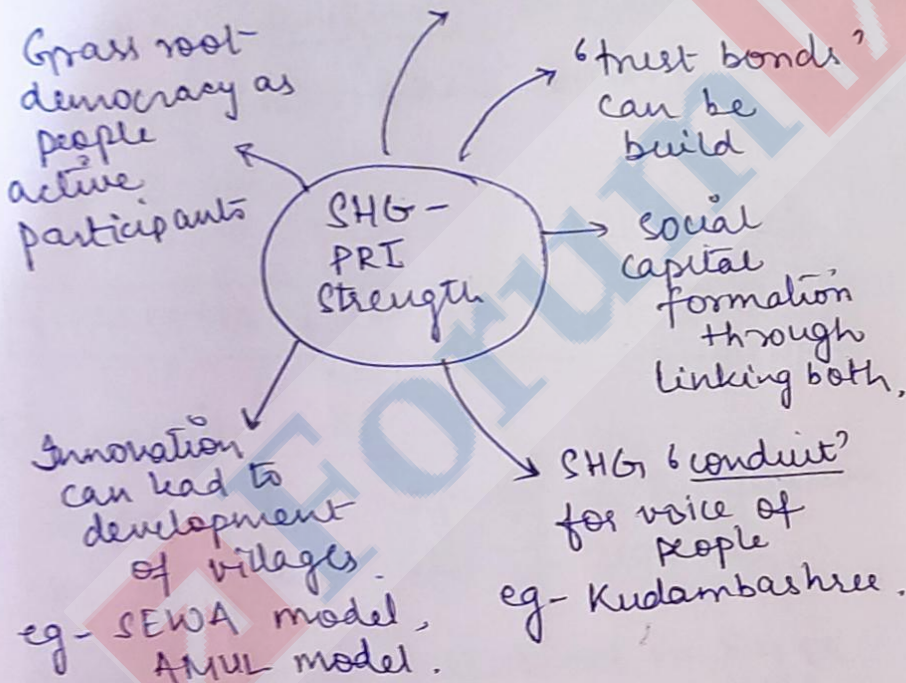 Grass root
democracy as
people
active
participants
SHG -
PRI
Strength
'trust bonds'
can be
build
social
capital
formation
through
linking both,
Innovation
can lead to
development
of villages.
eg - SEWA model,
AMUL model.
SHG 'conduit'
for voice of
people
eg - Kudambashree.
Forum